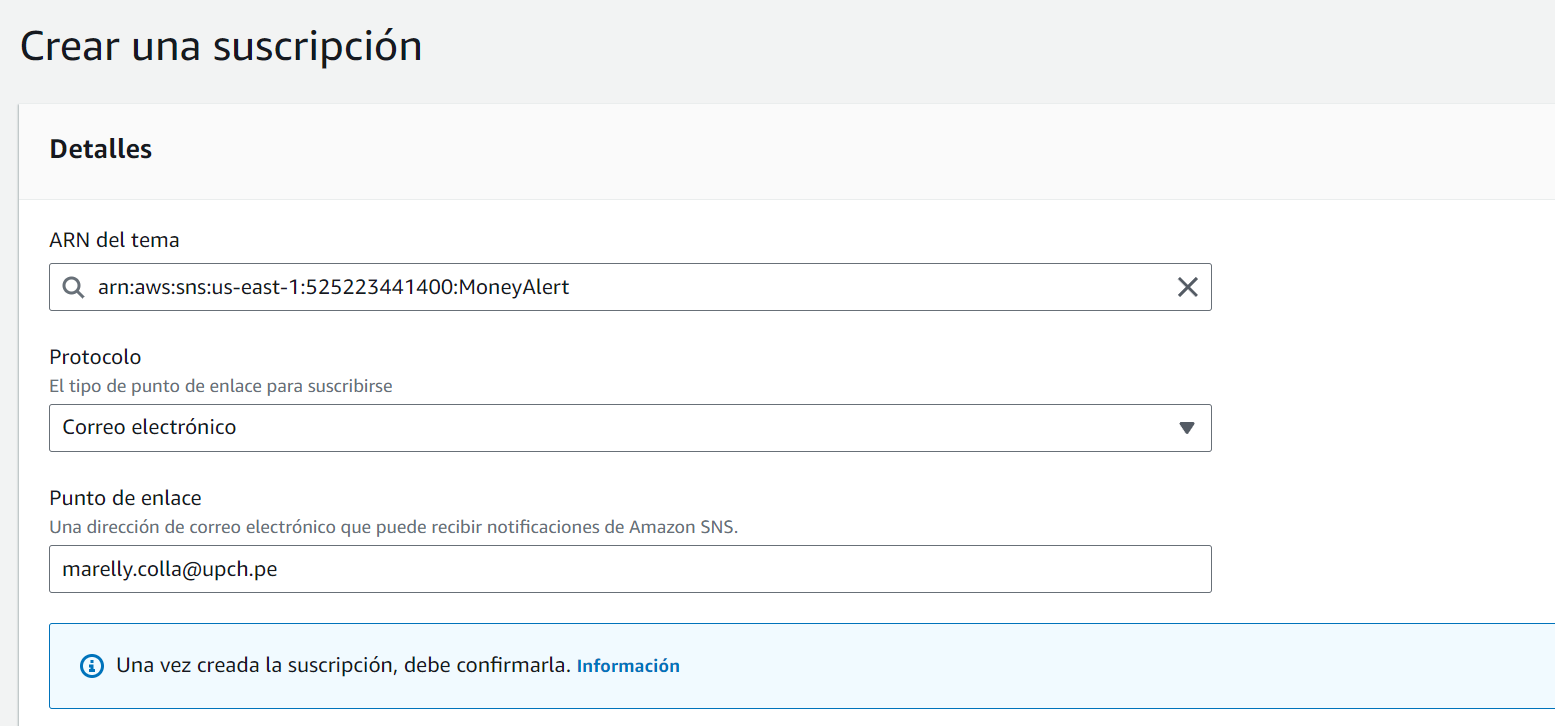 Crear una suscripción
Detalles
ARN del tema
arn:aws:sns:us-east-1:525223441400:MoneyAlert
Protocolo
El tipo de punto de enlace para suscribirse
Correo electrónico
Punto de enlace
Una dirección de correo electrónico que puede recibir notificaciones de Amazon SNS.
marelly.colla@upch.pe
Una vez creada la suscripción, debe confirmarla. Información